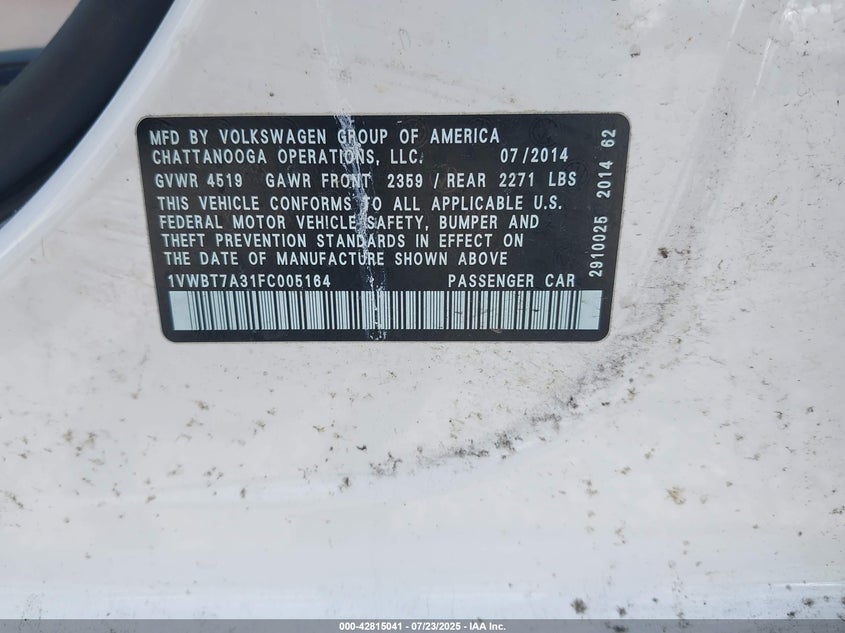 MFD BY VOLKSWAGEN GROUP OF AMERICA
CHATTANOOGA OPERATIONS, LLC. 07/2014
GVWR 4519 GAWR FRONT 2359 / REAR 2271 LBS
THIS VEHICLE CONFORMS TO ALL APPLICABLE U.S.
FEDERAL MOTOR VEHICLE SAFETY, BUMPER AND
THEFT PREVENTION STANDARDS IN EFFECT ON
THE DATE OF MANUFACTURE SHOWN ABOVE
1VWBT7A31FC005164 PASSENGER CAR
2910025 2014 62
000-42815041 - 07/23/2025 - IAA Inc.